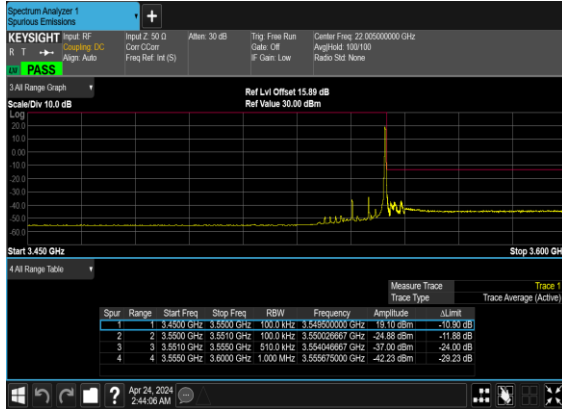 Spectrum Analyzer 1
Spurious Emissions
+
KEYSIGHT Input: RF Input Z: 50 Ω Atten: 30 dB Trig: Free Run Center Freq: 22.005000000 GHz
R T Coupling: DC Corr CCorr Gate: Off Avg|Hold: 100/100
Align: Auto Freq Ref: Int (S) IF Gain: Low Radio Std: None
PASS
3 All Range Graph Ref Lvl Offset 15.89 dB
Scale/Div 10.0 dB Ref Value 30.00 dBm
Log
20.0
10.0
0.00
-10.0
-20.0
-30.0
-40.0
-50.0
-60.0
Start 3.450 GHz Stop 3.600 GH
4 All Range Table
Measure Trace Trace 1
Trace Type Trace Average (Active)
Spur Range Start Freq Stop Freq RBW Frequency Amplitude ΔLimit
1 1 3.4500 GHz 3.5500 GHz 100.0 kHz 3.549500000 GHz 19.10 dBm -10.90 dB
2 2 3.5500 GHz 3.5510 GHz 100.0 kHz 3.550026667 GHz -24.88 dBm -11.88 dB
3 3 3.5510 GHz 3.5550 GHz 510.0 kHz 3.554046667 GHz -37.00 dBm -24.00 dB
4 4 3.5550 GHz 3.6000 GHz 1.000 MHz 3.555675000 GHz -42.23 dBm -29.23 dB
? Apr 24, 2024
2:44:06 AM